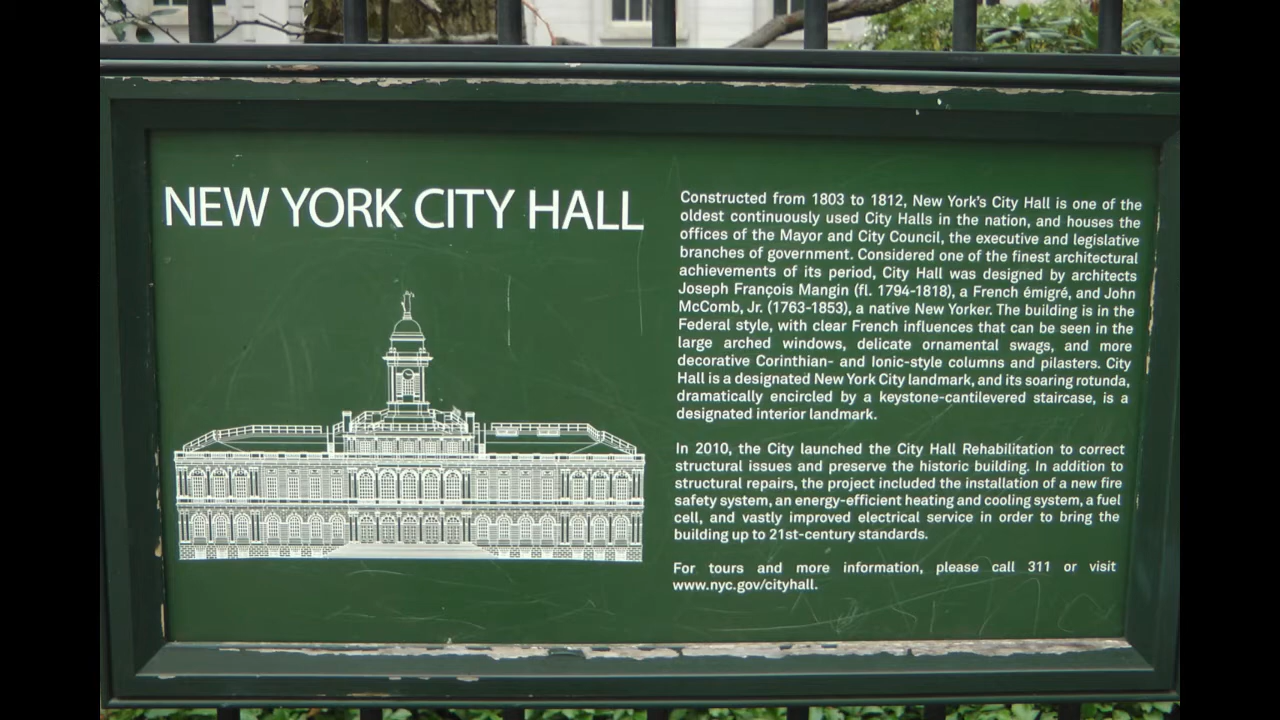 NEW YORK CITY HALL
Constructed from 1803 to 1812, New York's City Hall is one of the
oldest continuously used City Halls in the nation, and houses the
offices of the Mayor and City Council, the executive and legislative
branches of government. Considered one of the finest architectural
achievements of its period, City Hall was designed by architects
Joseph François Mangin (fl. 1794-1818), a French émigré, and John
McComb, Jr. (1763-1853), a native New Yorker. The building is in the
Federal style, with clear French influences that can be seen in the
large arched windows, delicate ornamental swags, and more
decorative Corinthian- and Ionic-style columns and pilasters. City
Hall is a designated New York City landmark, and its soaring rotunda,
dramatically encircled by a keystone-cantilevered staircase, is a
designated interior landmark.
In 2010, the City launched the City Hall Rehabilitation to correct
structural issues and preserve the historic building. In addition to
structural repairs, the project included the installation of a new fire
safety system, an energy-efficient heating and cooling system, a fuel
cell, and vastly improved electrical service in order to bring the
building up to 21st-century standards.
For tours and more information, please call 311 or visit
www.nyc.gov/cityhall.